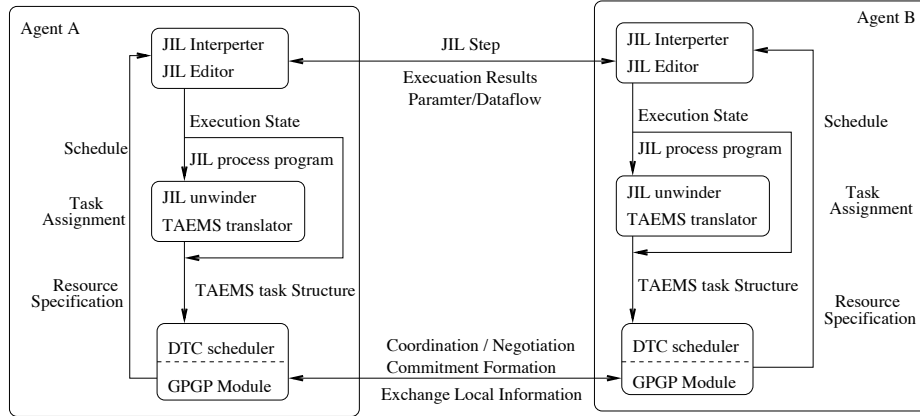 Agent A
JIL Interperter
JIL Editor
Execution State
JIL process program
Schedule
JIL unwinder
TAEMS translator
Task
Assignment
TAEMS task Structure
Resource
Specification
DTC scheduler
GPGP Module
JIL Step
Execuation Results
Paramter/Dataflow
Coordination / Negotiation
Commitment Formation
Exchange Local Information
Agent B
JIL Interperter
JIL Editor
Execution State
JIL process program
Schedule
JIL unwinder
TAEMS translator
Task
Assignment
TAEMS task Structure
Resource
Specification
DTC scheduler
GPGP Module